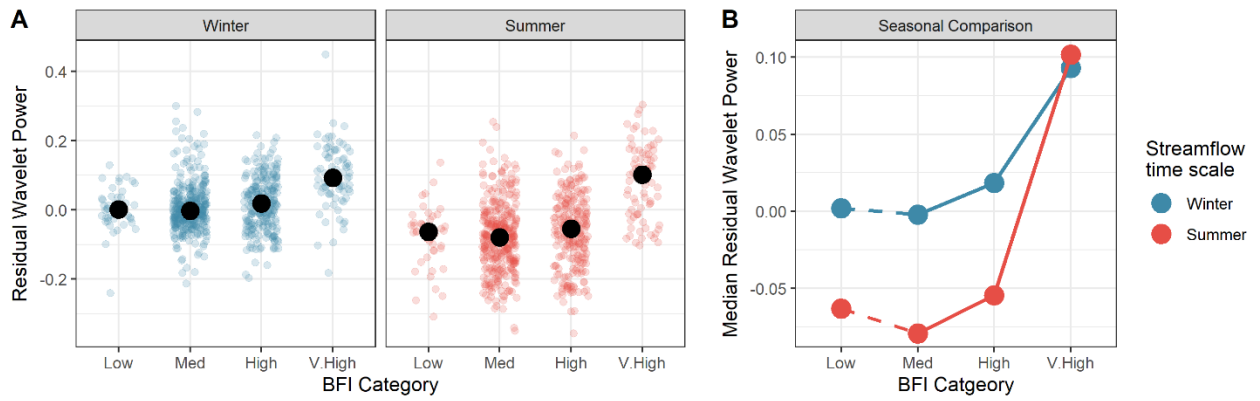 A
Winter
Summer
Residual Wavelet Power
0.4
0.2
0.0
-0.2
Low
Med
High
V.High
Low
Med
High
V.High
BFI Category
B
Seasonal Comparison
Median Residual Wavelet Power
0.10
0.05
0.00
-0.05
Low
Med
High
V.High
BFI Catgeory
Streamflow
time scale
Winter
Summer